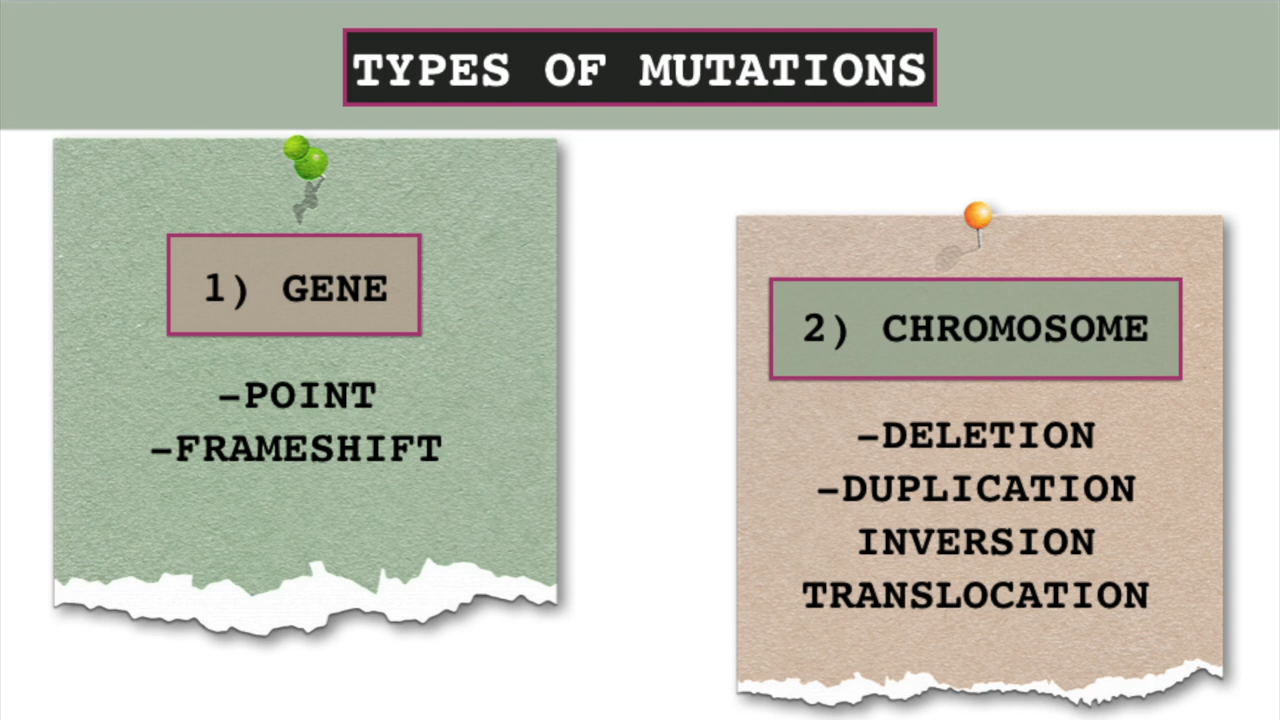 TYPES OF MUTATIONS
1) GENE
-POINT
-FRAMESHIFT
2) CHROMOSOME
-DELETION
-DUPLICATION
INVERSION
TRANSLOCATION